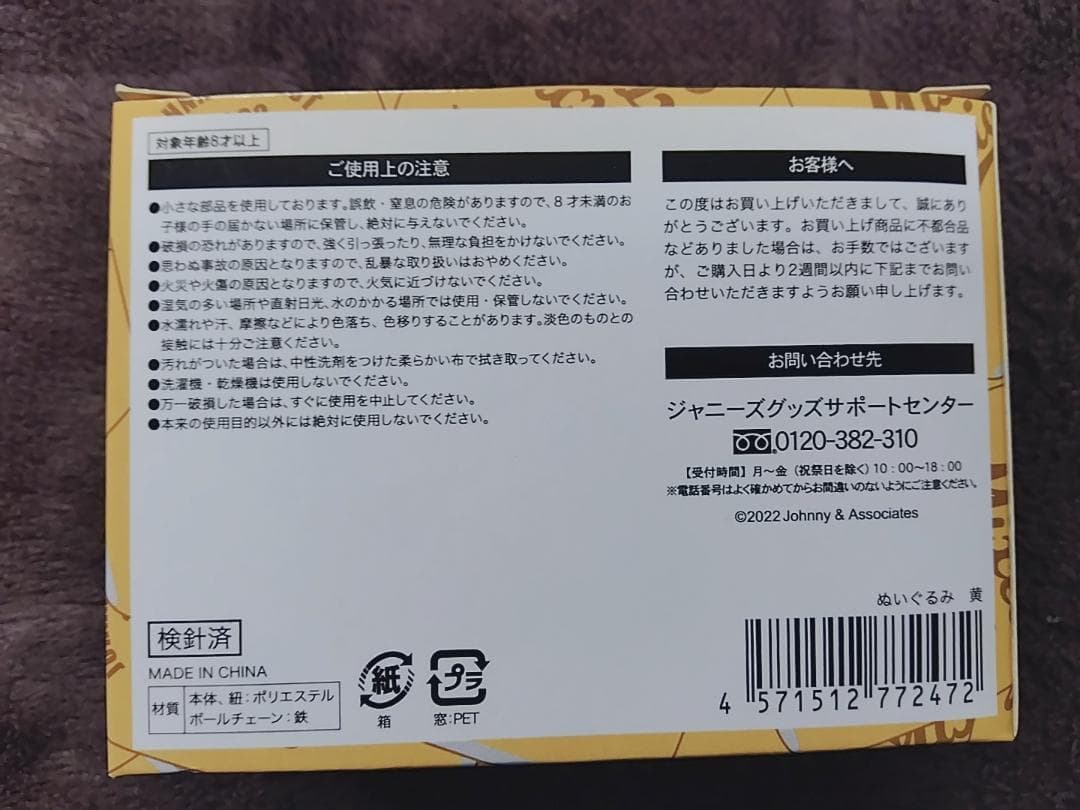 対象年齢8才以上
ご使用上の注意
●小さな部品を使用しております。誤飲・窒息の危険がありますので、8才未満のお
子様の手の届かない場所に保管し、絶対に与えないでください。
●破損の恐れがありますので、強く引っ張ったり、無理な負担をかけないでください。
●思わぬ事故の原因となりますので、乱暴な取り扱いはおやめください。
●火災や火傷の原因となりますので、火気に近づけないでください。
●湿気の多い場所や直射日光、水のかかる場所では使用・保管しないでください。
●水濡れや汗、摩擦などにより色落ち、色移りすることがあります。淡色のものとの
接触には十分ご注意ください。
●汚れがついた場合は、中性洗剤をつけた柔らかい布で拭き取ってください。
●洗濯機・乾燥機は使用しないでください。
●万一破損した場合は、すぐに使用を中止してください。
●本来の使用目的以外には絶対に使用しないでください。
お客様へ
この度はお買い上げいただきまして、誠にあり
がとうございます。お買い上げ商品に不都合品
などありました場合は、お手数ではございます
が、ご購入日より2週間以内に下記までお問い
合わせいただきますようお願い申し上げます。
お問い合わせ先
ジャニーズグッズサポートセンター
0120-382-310
【受付時間】月～金（祝祭日を除く）10：00～18：00
※電話番号はよく確かめてからお間違いのないようにご注意ください。
©2022 Johnny & Associates
検針済
MADE IN CHINA
材質
本体、紐：ポリエステル
ボールチェーン：鉄
紙
箱
プラ
窓：PET
ぬいぐるみ 黄
4 571512 772472